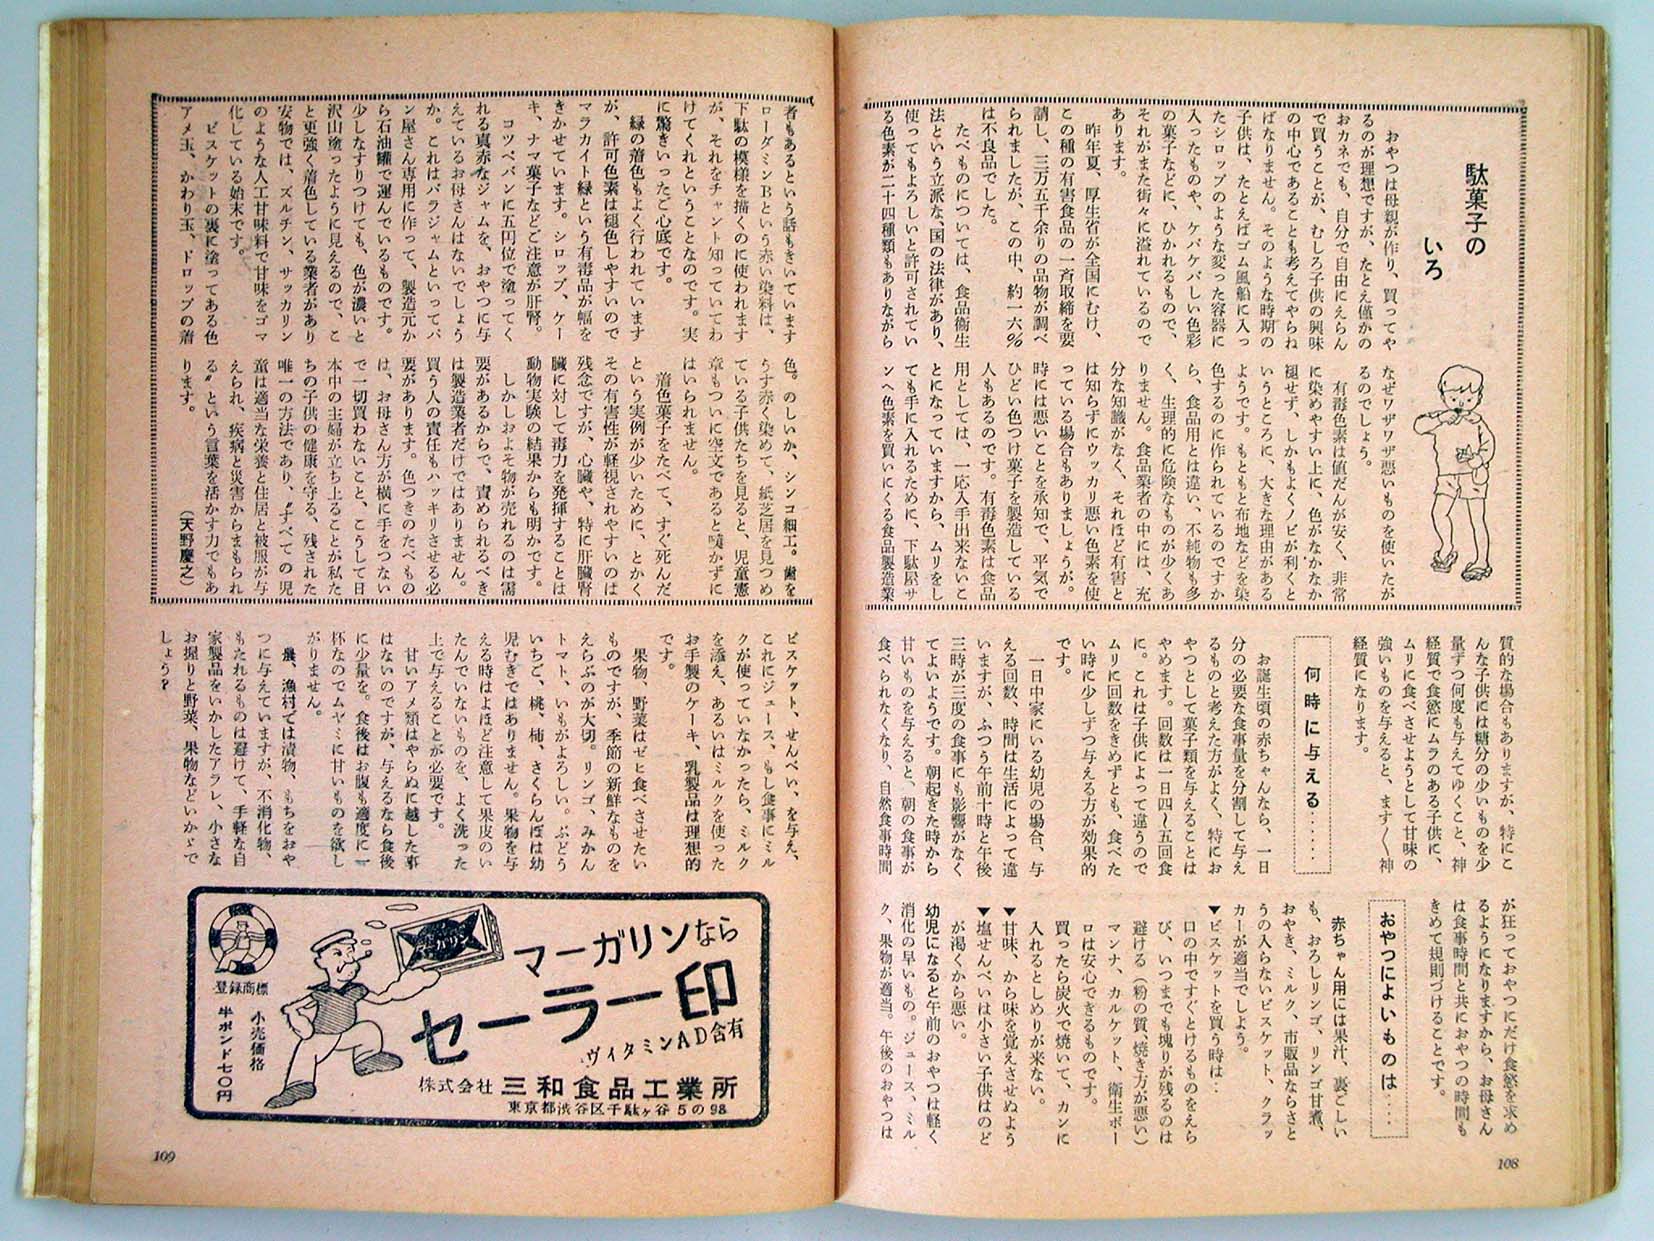 駄菓子の
いろ
おやつは母親が作り、買ってや
るのが理想ですが、たとえ僅かの
おカネでも、自分で自由にえらん
で買うことが、むしろ子供の興味
の中心であることも考えてやらね
ばなりません。そのような時期の
子供は、たとえばゴム風船に入っ
たシロップのような変った容器に
入ったものや、ケバケバしい色彩
の菓子などに、ひかれるもので、
それがまた街々に溢れているので
あります。
昨年夏、厚生省が全国にむけ、
この種の有害食品の一斉取締を要
請し、三万五千余りの品物が調べ
られましたが、この中、約一六％
は不良品でした。
たべものについては、食品衛生
法という立派な、国の法律があり、
使ってもよろしいと許可されてい
る色素が二十四種類もありながら
なぜワザワザ悪いものを使いたが
るのでしょう。
有毒色素は値だんが安く、非常
に染めやすい上に、色がなかなか
褪せず、しかもよくノビが利くと
いうところに、大きな理由がある
ようです。もともと布地などを染
色するのに作られているのですか
ら、食品用とは違い、不純物も多
く、生理的に危険なものが少くあ
りません。食品業者の中には、充
分な知識がなく、それほど有害と
は知らずにウッカリ悪い色素を使
っている場合もありましょうが、
時には悪いことを承知で、平気で
ひどい色つけ菓子を製造している
人もあるのです。有毒色素は食品
用としては、一応入手出来ないこ
とになっていますから、ムリをし
ても手に入れるために、下駄屋サ
ンへ色素を買いにくる食品製造業
者もあるという話もきいています
ローダミンBという赤い染料は、
下駄の模様を描くのに使われます
が、それをチャント知っていてわ
けてくれということなのです。実
に驚きいったご心底です。
緑の着色もよく行われています
が、許可色素は褪色しやすいので
マラカイト緑という有毒品が幅を
きかせています。シロップ、ケー
キ、ナマ菓子などご注意が肝腎。
コツペパンに五円位で塗ってく
れる真赤なジャムを、おやつに与
えているお母さんはないでしょう
か。これはバラジャムといってパ
ン屋さん専用に作って、製造元か
ら石油罐で運んでいるものです。
少しなすりつけても、色が濃いと
沢山塗ったように見えるので、こ
と更強く着色している業者があり
安物では、ズルチン、サッカリン
のような人工甘味料で甘味をゴマ
化している始末です。
ビスケットの裏に塗ってある色
アメ玉、かわり玉、ドロップの着
色。のしいか、シンコ細工。歯を
うす赤く染めて、紙芝居を見つめ
ている子供たちを見ると、児童憲
章もついに空文であると嘆かずに
はいられません。
着色菓子をたべて、すぐ死んだ
という実例が少いために、とかく
その有害性が軽視されやすいのは
残念ですが、心臓や、特に肝臓腎
臓に対して毒力を発揮することは
動物実験の結果からも明かです。
しかしおよそ物が売れるのは需
要があるからで、責められるべき
は製造業者だけではありません。
買う人の責任もハッキリさせる必
要があります。色つきのたべもの
は、お母さん方が横に手をつない
で一切買わないこと、こうして日
本中の主婦が立ち上ることが私た
ちの子供の健康を守る、残された
唯一の方法であり、〝すべての児
童は適当な栄養と住居と被服が与
えられ、疾病と災害からまもられ
る〟という言葉を活かす力でもあ
ります。
（天野慶之）
質的な場合もありますが、特にこ
んな子供には糖分の少いものを少
量ずつ何度も与えてゆくこと、神
経質で食慾にムラのある子供に、
ムリに食べさせようとして甘味の
強いものを与えると、ます〱神
経質になります。
何時に与える……
お誕生頃の赤ちゃんなら、一日
分の必要な食事量を分割して与え
るものと考えた方がよく、特にお
やつとして菓子類を与えることは
やめます。回数は一日四〜五回食
に。これは子供によって違うので
ムリに回数をきめずとも、食べた
い時に少しずつ与える方が効果的
です。
一日中家にいる幼児の場合、与
える回数、時間は生活によって違
いますが、ふつう午前十時と午後
三時が三度の食事にも影響がなく
てよいようです。朝起きた時から
甘いものを与えると、朝の食事が
食べられなくなり、自然食事時間
が狂っておやつにだけ食慾を求め
るようになりますから、お母さん
は食事時間と共におやつの時間も
きめて規則づけることです。
おやつによいものは…
赤ちゃん用には果汁、裏ごしい
も、おろしリンゴ、リンゴ甘煮、
おやき、ミルク、市販品ならさと
うの入らないビスケット、クラッ
カーが適当でしよう。
▼ビスケットを買う時は…
口の中ですぐとけるものをえら
び、いつまでも塊りが残るのは
避ける（粉の質、焼き方が悪い）
マンナ、カルケット、衛生ボー
ロは安心できるものです。
買ったら炭火で焼いて、カンに
入れるとしめりが来ない。
▼甘味、から味を覚えさせぬよう
▼塩せんべいは小さい子供はのど
が渇くから悪い。
幼児になると午前のおやつは軽く
消化の早いもの。ジュース、ミル
ク、果物が適当。午後のおやつは
108
ビスケット、せんべい、を与え、
これにジュース、もし食事にミル
クが使っていなかったら、ミルク
を添え、あるいはミルクを使った
お手製のケーキ、乳製品は理想的
です。
果物、野菜はゼヒ食べさせたい
ものですが、季節の新鮮なものを
えらぶのが大切。リンゴ、みかん
トマト、いもがよろしい。ぶどう
いちご、桃、柿、さくらんぼは幼
児むきではありません。果物を与
える時はよほど注意して果皮のい
たんでいないものを、よく洗った
上で与えることが必要です。
甘いアメ類はやらぬに越した事
はないのですが、与えるなら食後
に少量を。食後はお腹も適度に一
杯なのでムヤミに甘いものを欲し
がりません。
農、漁村では漬物、もちをおや
つに与えていますが、不消化物、
もたれるものは避けて、手軽な自
家製品をいかしたアラレ、小さな
お握りと野菜、果物などいかゞで
しょう？
マーガリンなら
セーラー印
ヴィタミンAD含有
株式会社 三和食品工業所
東京都渋谷区千駄ヶ谷5の98
登録商標
小売価格
半ポンド七〇円
マーガリン
109